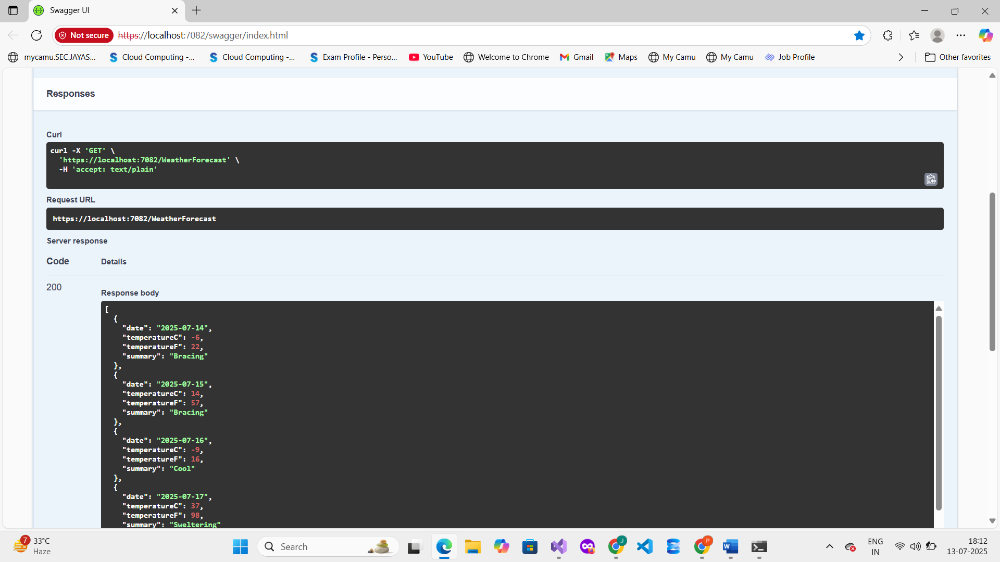 Swagger UI
Not secure https://localhost:7082/swagger/index.html
mycamu.SEC.JAYAS... Cloud Computing -... Cloud Computing -... Exam Profile - Perso... YouTube Welcome to Chrome Gmail Maps My Camu My Camu Job Profile Other favorites
Responses
Curl
curl -X 'GET' \
  'https://localhost:7082/WeatherForecast' \
  -H 'accept: text/plain'
Request URL
https://localhost:7082/WeatherForecast
Server response
Code Details
200
Response body
[
  {
    "date": "2025-07-14",
    "temperatureC": -6,
    "temperatureF": 22,
    "summary": "Bracing"
  },
  {
    "date": "2025-07-15",
    "temperatureC": 14,
    "temperatureF": 57,
    "summary": "Bracing"
  },
  {
    "date": "2025-07-16",
    "temperatureC": -9,
    "temperatureF": 16,
    "summary": "Cool"
  },
  {
    "date": "2025-07-17",
    "temperatureC": 37,
    "temperatureF": 98,
    "summary": "Sweltering"
7 33°C
Haze
Search
J
P
W
ENG
IN
18:12
13-07-2025